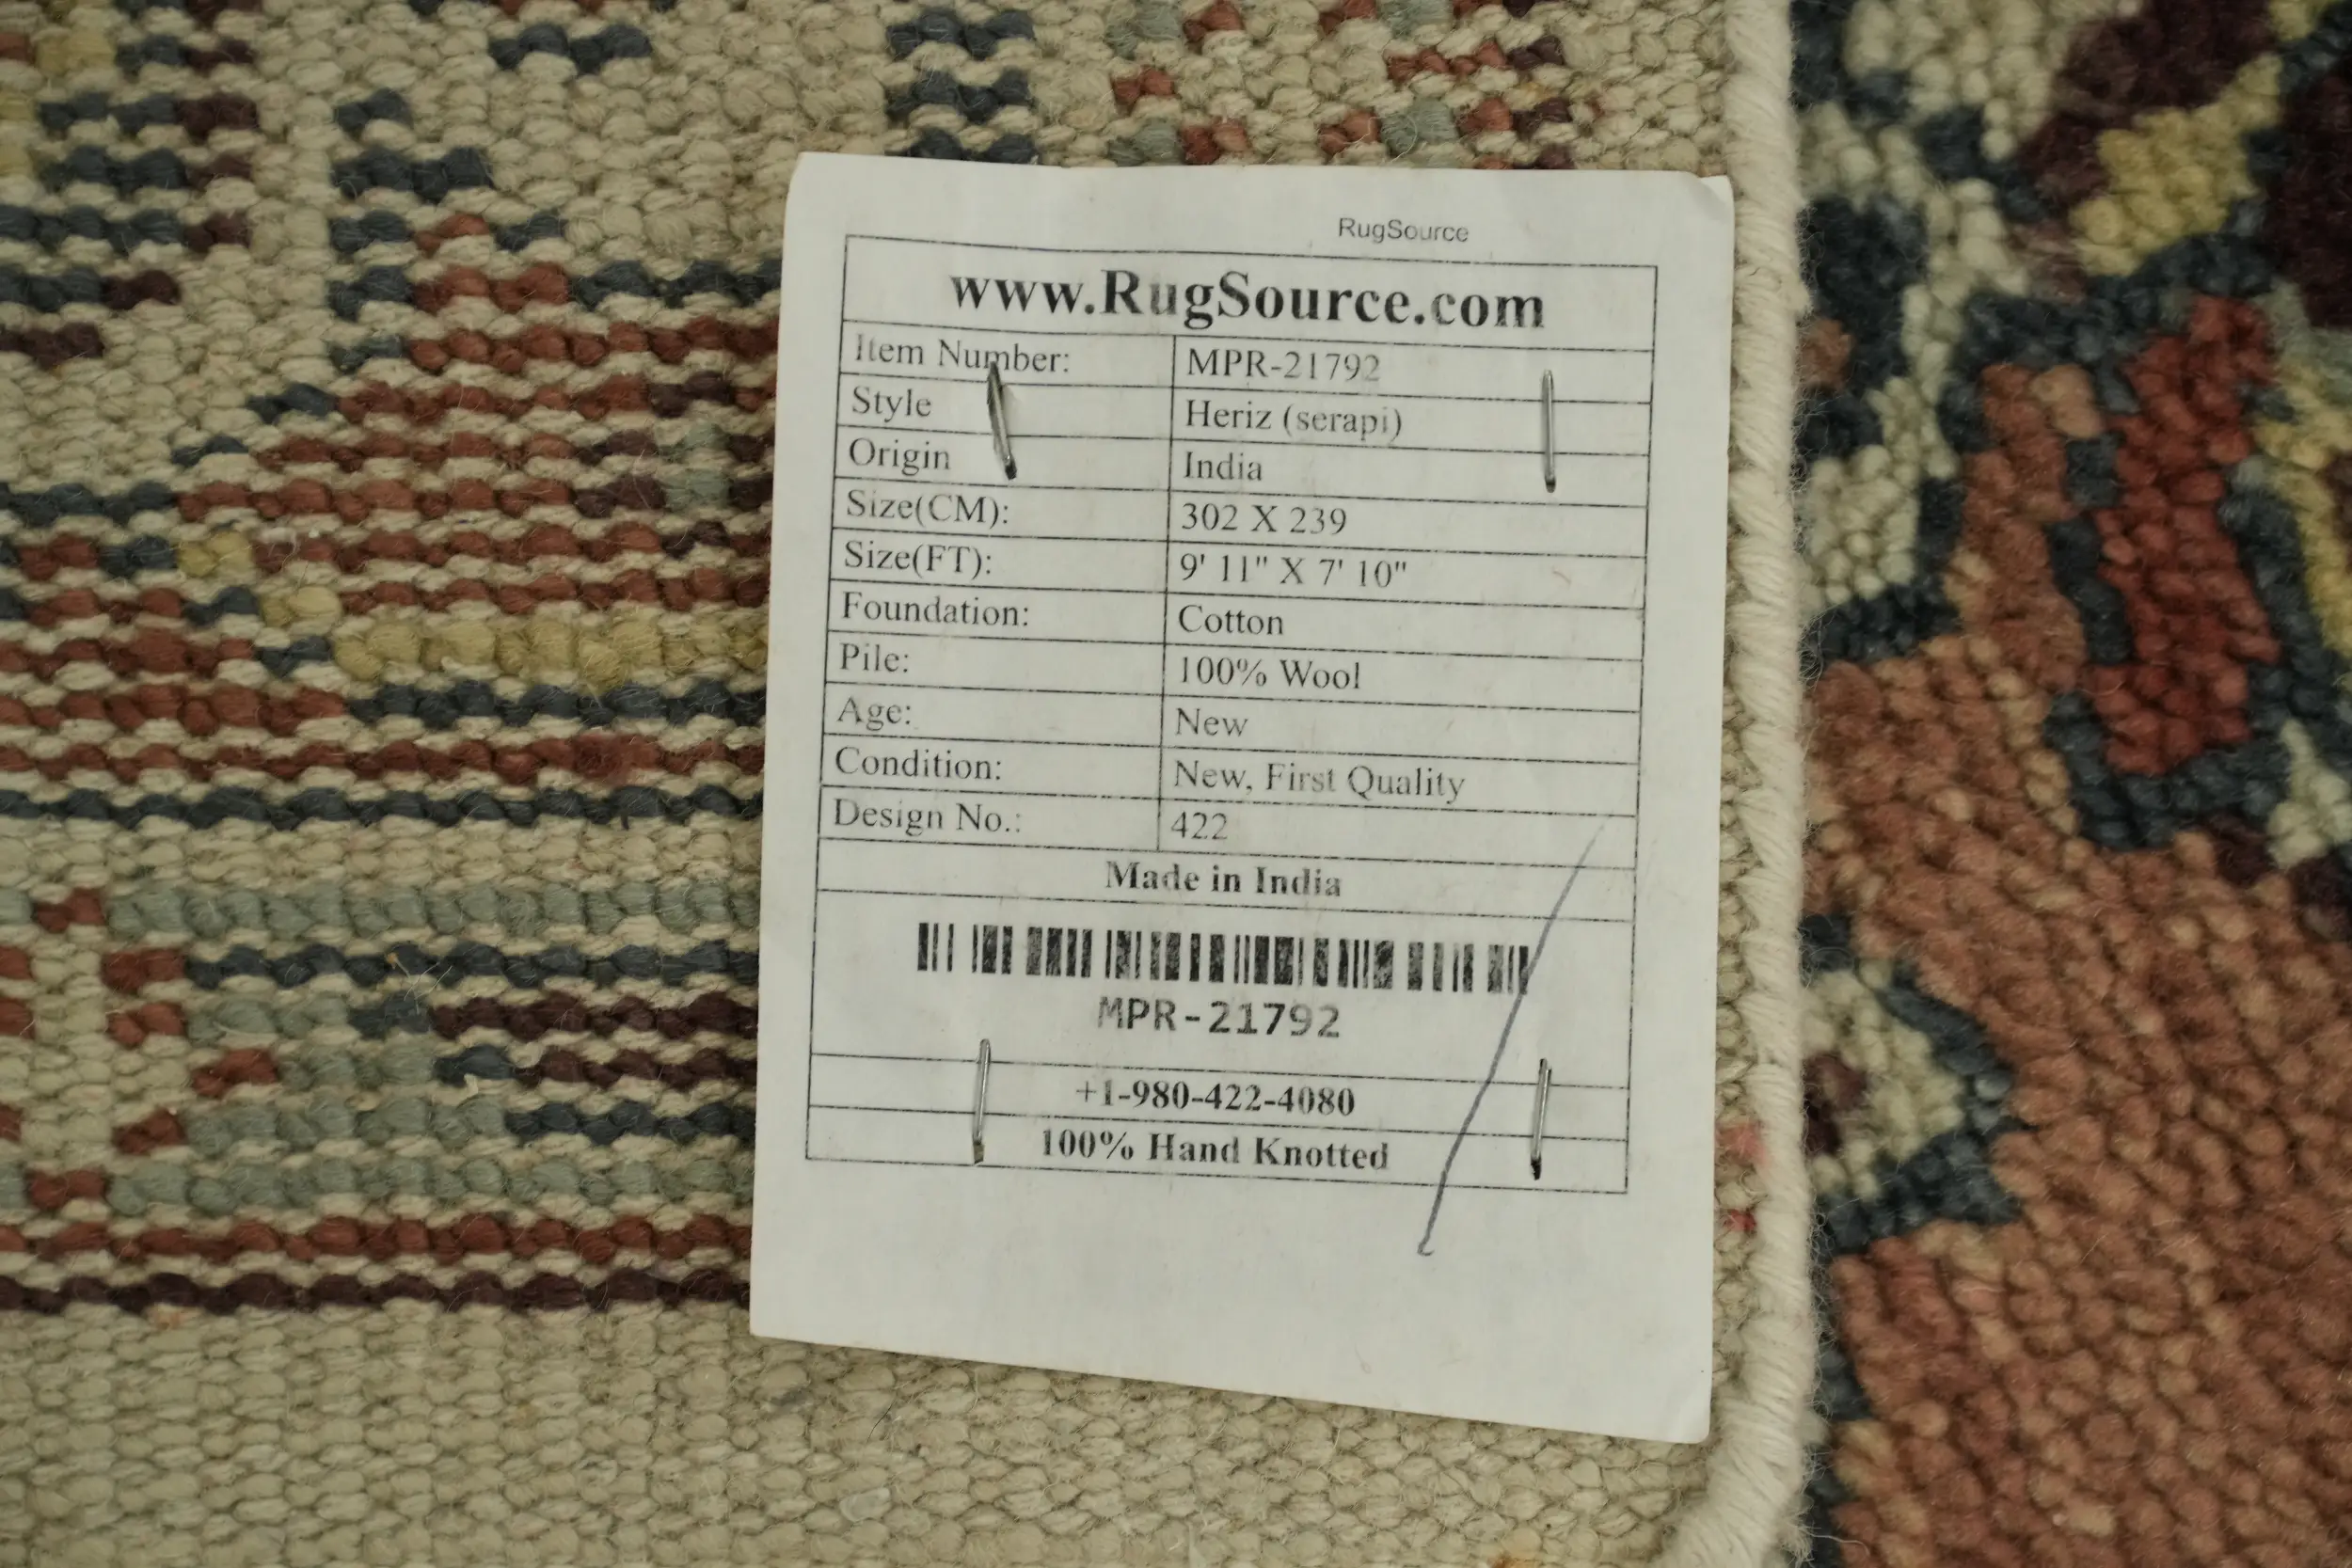 RugSource
www.RugSource.com
Item Number: MPR-21792
Style Heriz (serapi)
Origin India
Size(CM): 302 X 239
Size(FT): 9' 11" X 7' 10"
Foundation: Cotton
Pile: 100% Wool
Age: New
Condition: New, First Quality
Design No.: 422
Made in India
MPR-21792
+1-980-422-4080
100% Hand Knotted